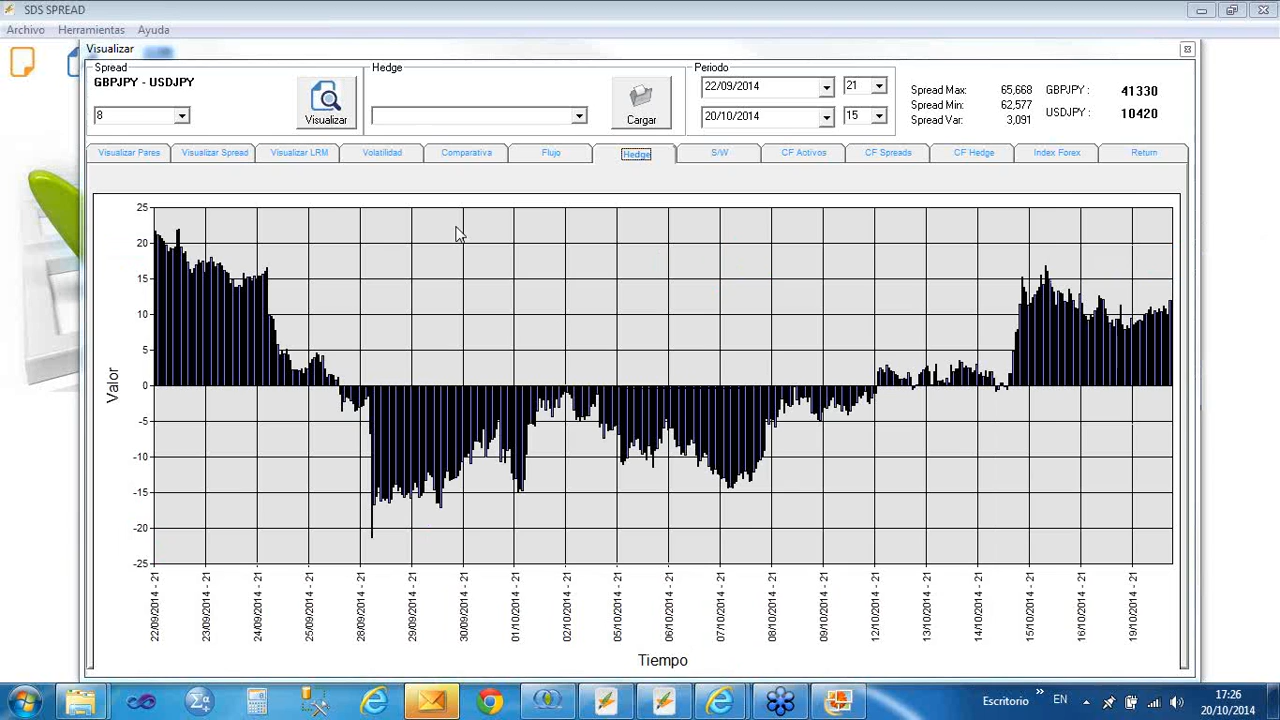 SDS SPREAD
Archivo Herramientas Ayuda
Visualizar
Spread
GBPJPY - USDJPY
8
Visualizar
Hedge
Cargar
Periodo
22/09/2014 21
20/10/2014 15
Spread Max: 65,668
Spread Min: 62,577
Spread Var: 3,091
GBPJPY : 41330
USDJPY : 10420
Visualizar Pares Visualizar Spread Visualizar LRM Volatilidad Comparativa Flujo Hedge S/W CF Activos CF Spreads CF Hedge Index Forex Return
25
20
15
10
5
0
-5
-10
-15
-20
-25
Valor
22/09/2014 - 21
23/09/2014 - 21
24/09/2014 - 21
25/09/2014 - 21
28/09/2014 - 21
29/09/2014 - 21
30/09/2014 - 21
01/10/2014 - 21
02/10/2014 - 21
05/10/2014 - 21
06/10/2014 - 21
07/10/2014 - 21
08/10/2014 - 21
09/10/2014 - 21
12/10/2014 - 21
13/10/2014 - 21
14/10/2014 - 21
15/10/2014 - 21
16/10/2014 - 21
19/10/2014 - 21
Tiempo
Escritorio » EN
17:26
20/10/2014